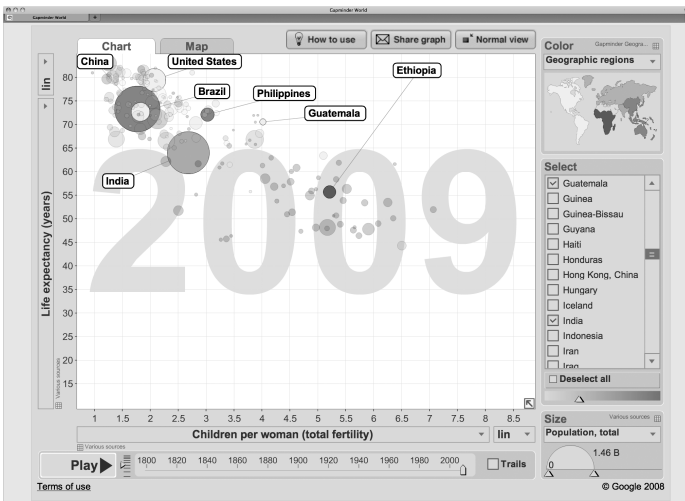 Gapminder World
Gapminder World
Chart
Map
How to use
Share graph
Normal view
China
United States
Brazil
Philippines
Ethiopia
Guatemala
India
2009
lin
Life expectancy (years)
Various sources
80
75
70
65
60
55
50
45
40
35
30
25
20
15
1 1.5 2 2.5 3 3.5 4 4.5 5 5.5 6 6.5 7 7.5 8 8.5
Children per woman (total fertility)
lin
Various sources
Play
1800 1820 1840 1860 1880 1900 1920 1940 1960 1980 2000
Trails
Terms of use
Color
Gapminder Geogra...
Geographic regions
Select
Guatemala
Guinea
Guinea-Bissau
Guyana
Haiti
Honduras
Hong Kong, China
Hungary
Iceland
India
Indonesia
Iran
Iraq
Deselect all
Size
Various sources
Population, total
1.46 B
0
© Google 2008